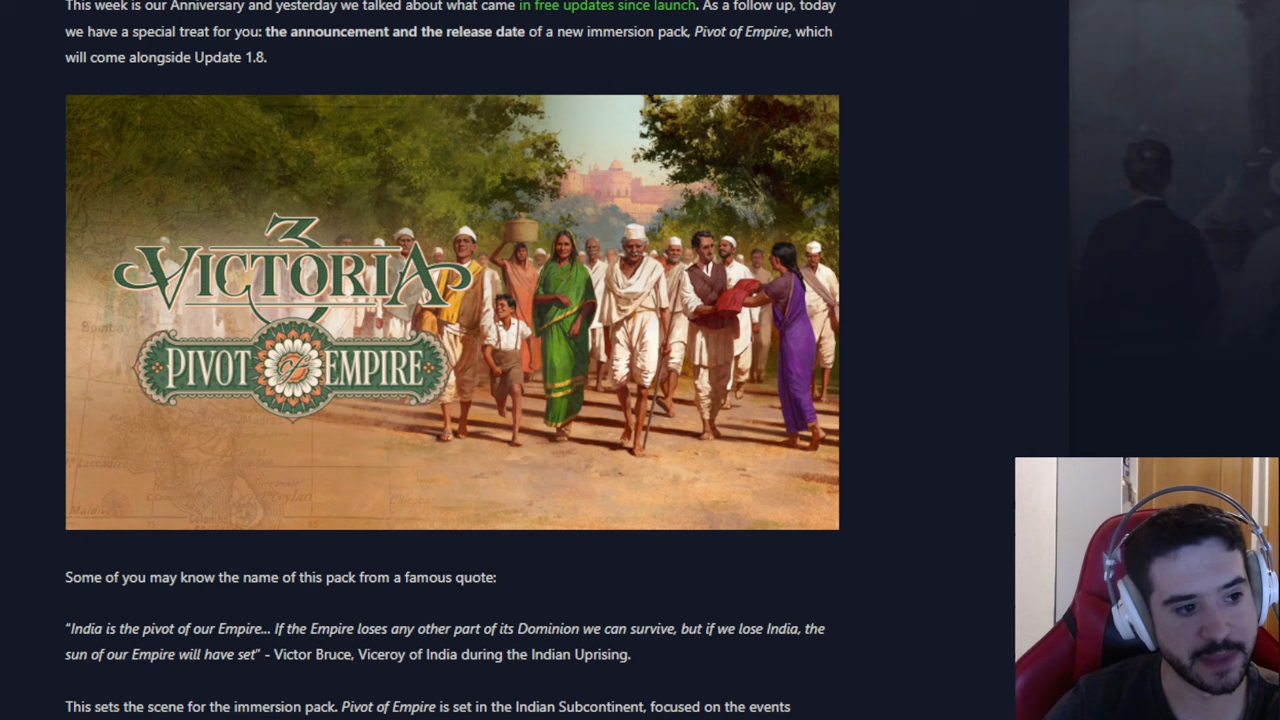 This week is our Anniversary and yesterday we talked about what came in free updates since launch. As a follow up, today
we have a special treat for you: the announcement and the release date of a new immersion pack, Pivot of Empire, which
will come alongside Update 1.8.
3
VICTORIA
PIVOT of EMPIRE
Bombay
Some of you may know the name of this pack from a famous quote:
“India is the pivot of our Empire... If the Empire loses any other part of its Dominion we can survive, but if we lose India, the
sun of our Empire will have set” - Victor Bruce, Viceroy of India during the Indian Uprising.
This sets the scene for the immersion pack. Pivot of Empire is set in the Indian Subcontinent, focused on the events